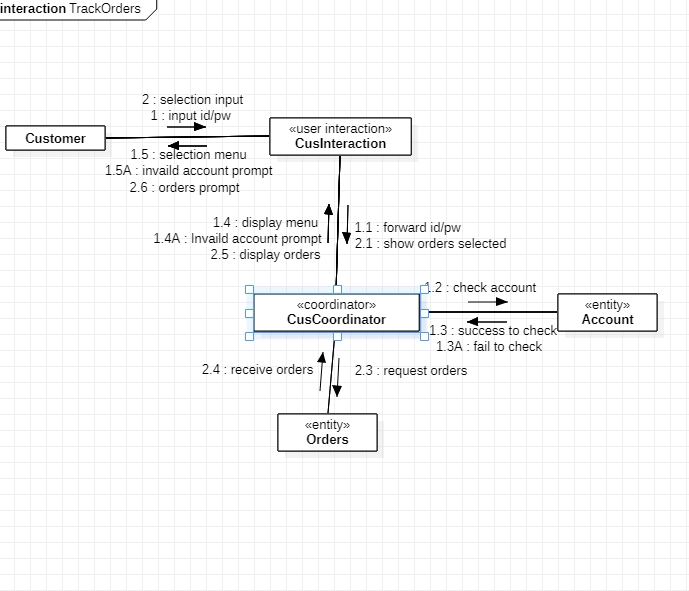 interaction TrackOrders
2 : selection input
1 : input id/pw
Customer
«user interaction»
CusInteraction
1.5 : selection menu
1.5A : invaild account prompt
2.6 : orders prompt
1.4 : display menu
1.4A : Invaild account prompt
2.5 : display orders
1.1 : forward id/pw
2.1 : show orders selected
1.2 : check account
«coordinator»
CusCoordinator
«entity»
Account
1.3 : success to check
1.3A : fail to check
2.4 : receive orders
2.3 : request orders
«entity»
Orders